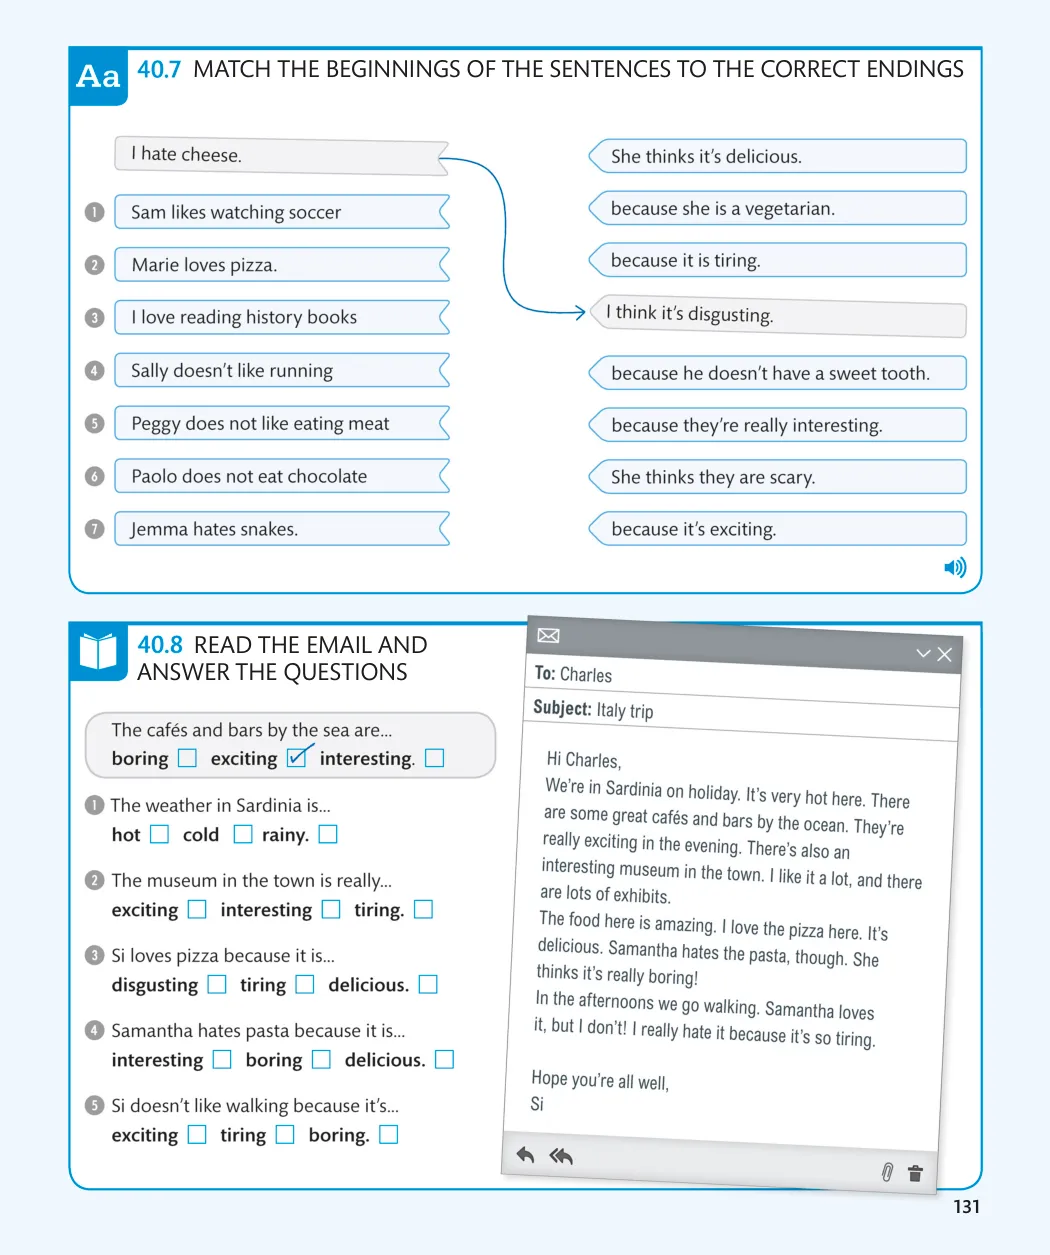 Aa 40.7 MATCH THE BEGINNINGS OF THE SENTENCES TO THE CORRECT ENDINGS
I hate cheese.
1 Sam likes watching soccer
2 Marie loves pizza.
3 I love reading history books
4 Sally doesn’t like running
5 Peggy does not like eating meat
6 Paolo does not eat chocolate
7 Jemma hates snakes.
She thinks it’s delicious.
because she is a vegetarian.
because it is tiring.
I think it’s disgusting.
because he doesn’t have a sweet tooth.
because they’re really interesting.
She thinks they are scary.
because it’s exciting.
40.8 READ THE EMAIL AND
ANSWER THE QUESTIONS
The cafés and bars by the sea are...
boring exciting interesting.
1 The weather in Sardinia is...
hot cold rainy.
2 The museum in the town is really...
exciting interesting tiring.
3 Si loves pizza because it is...
disgusting tiring delicious.
4 Samantha hates pasta because it is...
interesting boring delicious.
5 Si doesn’t like walking because it’s...
exciting tiring boring.
To: Charles
Subject: Italy trip
Hi Charles,
We’re in Sardinia on holiday. It’s very hot here. There
are some great cafés and bars by the ocean. They’re
really exciting in the evening. There’s also an
interesting museum in the town. I like it a lot, and there
are lots of exhibits.
The food here is amazing. I love the pizza here. It’s
delicious. Samantha hates the pasta, though. She
thinks it’s really boring!
In the afternoons we go walking. Samantha loves
it, but I don’t! I really hate it because it’s so tiring.
Hope you’re all well,
Si
131